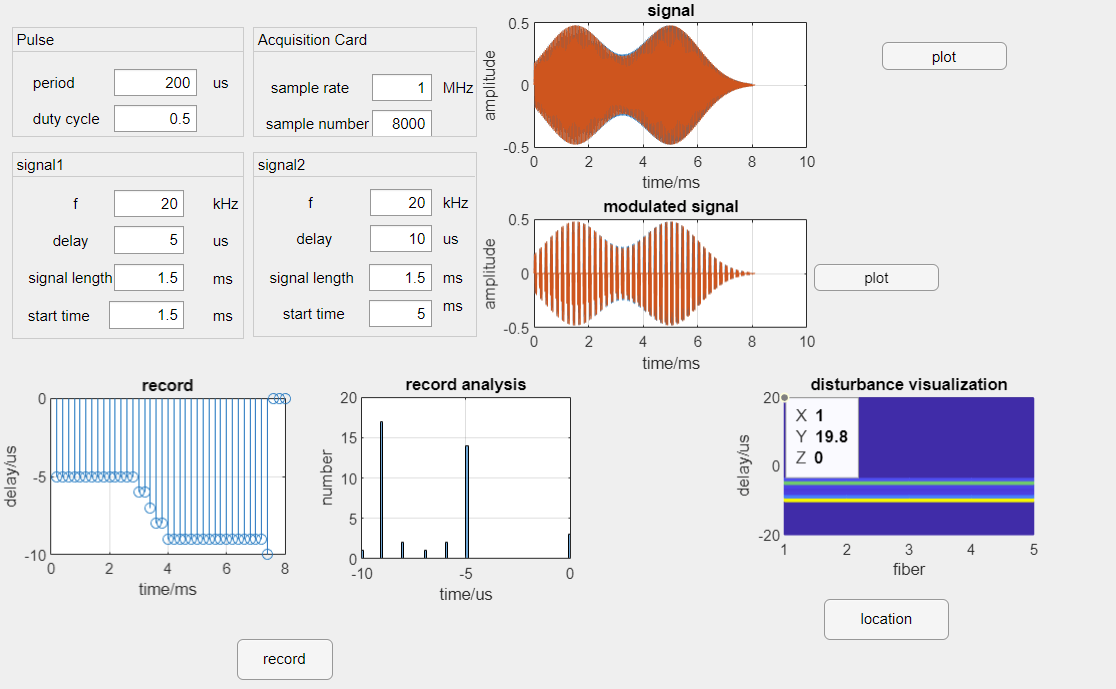 Pulse
period 200 us
duty cycle 0.5
Acquisition Card
sample rate 1 MHz
sample number 8000
signal1
f 20 kHz
delay 5 us
signal length 1.5 ms
start time 1.5 ms
signal2
f 20 kHz
delay 10 us
signal length 1.5 ms
start time 5 ms
signal
amplitude
0.5
0
-0.5
0 2 4 6 8 10
time/ms
plot
modulated signal
amplitude
0.5
0
-0.5
0 2 4 6 8 10
time/ms
plot
record
delay/us
0
-5
-10
0 2 4 6 8
time/ms
record
record analysis
number
20
15
10
5
0
-10 -5 0
time/us
disturbance visualization
delay/us
20
0
-20
X 1
Y 19.8
Z 0
1 2 3 4 5
fiber
location